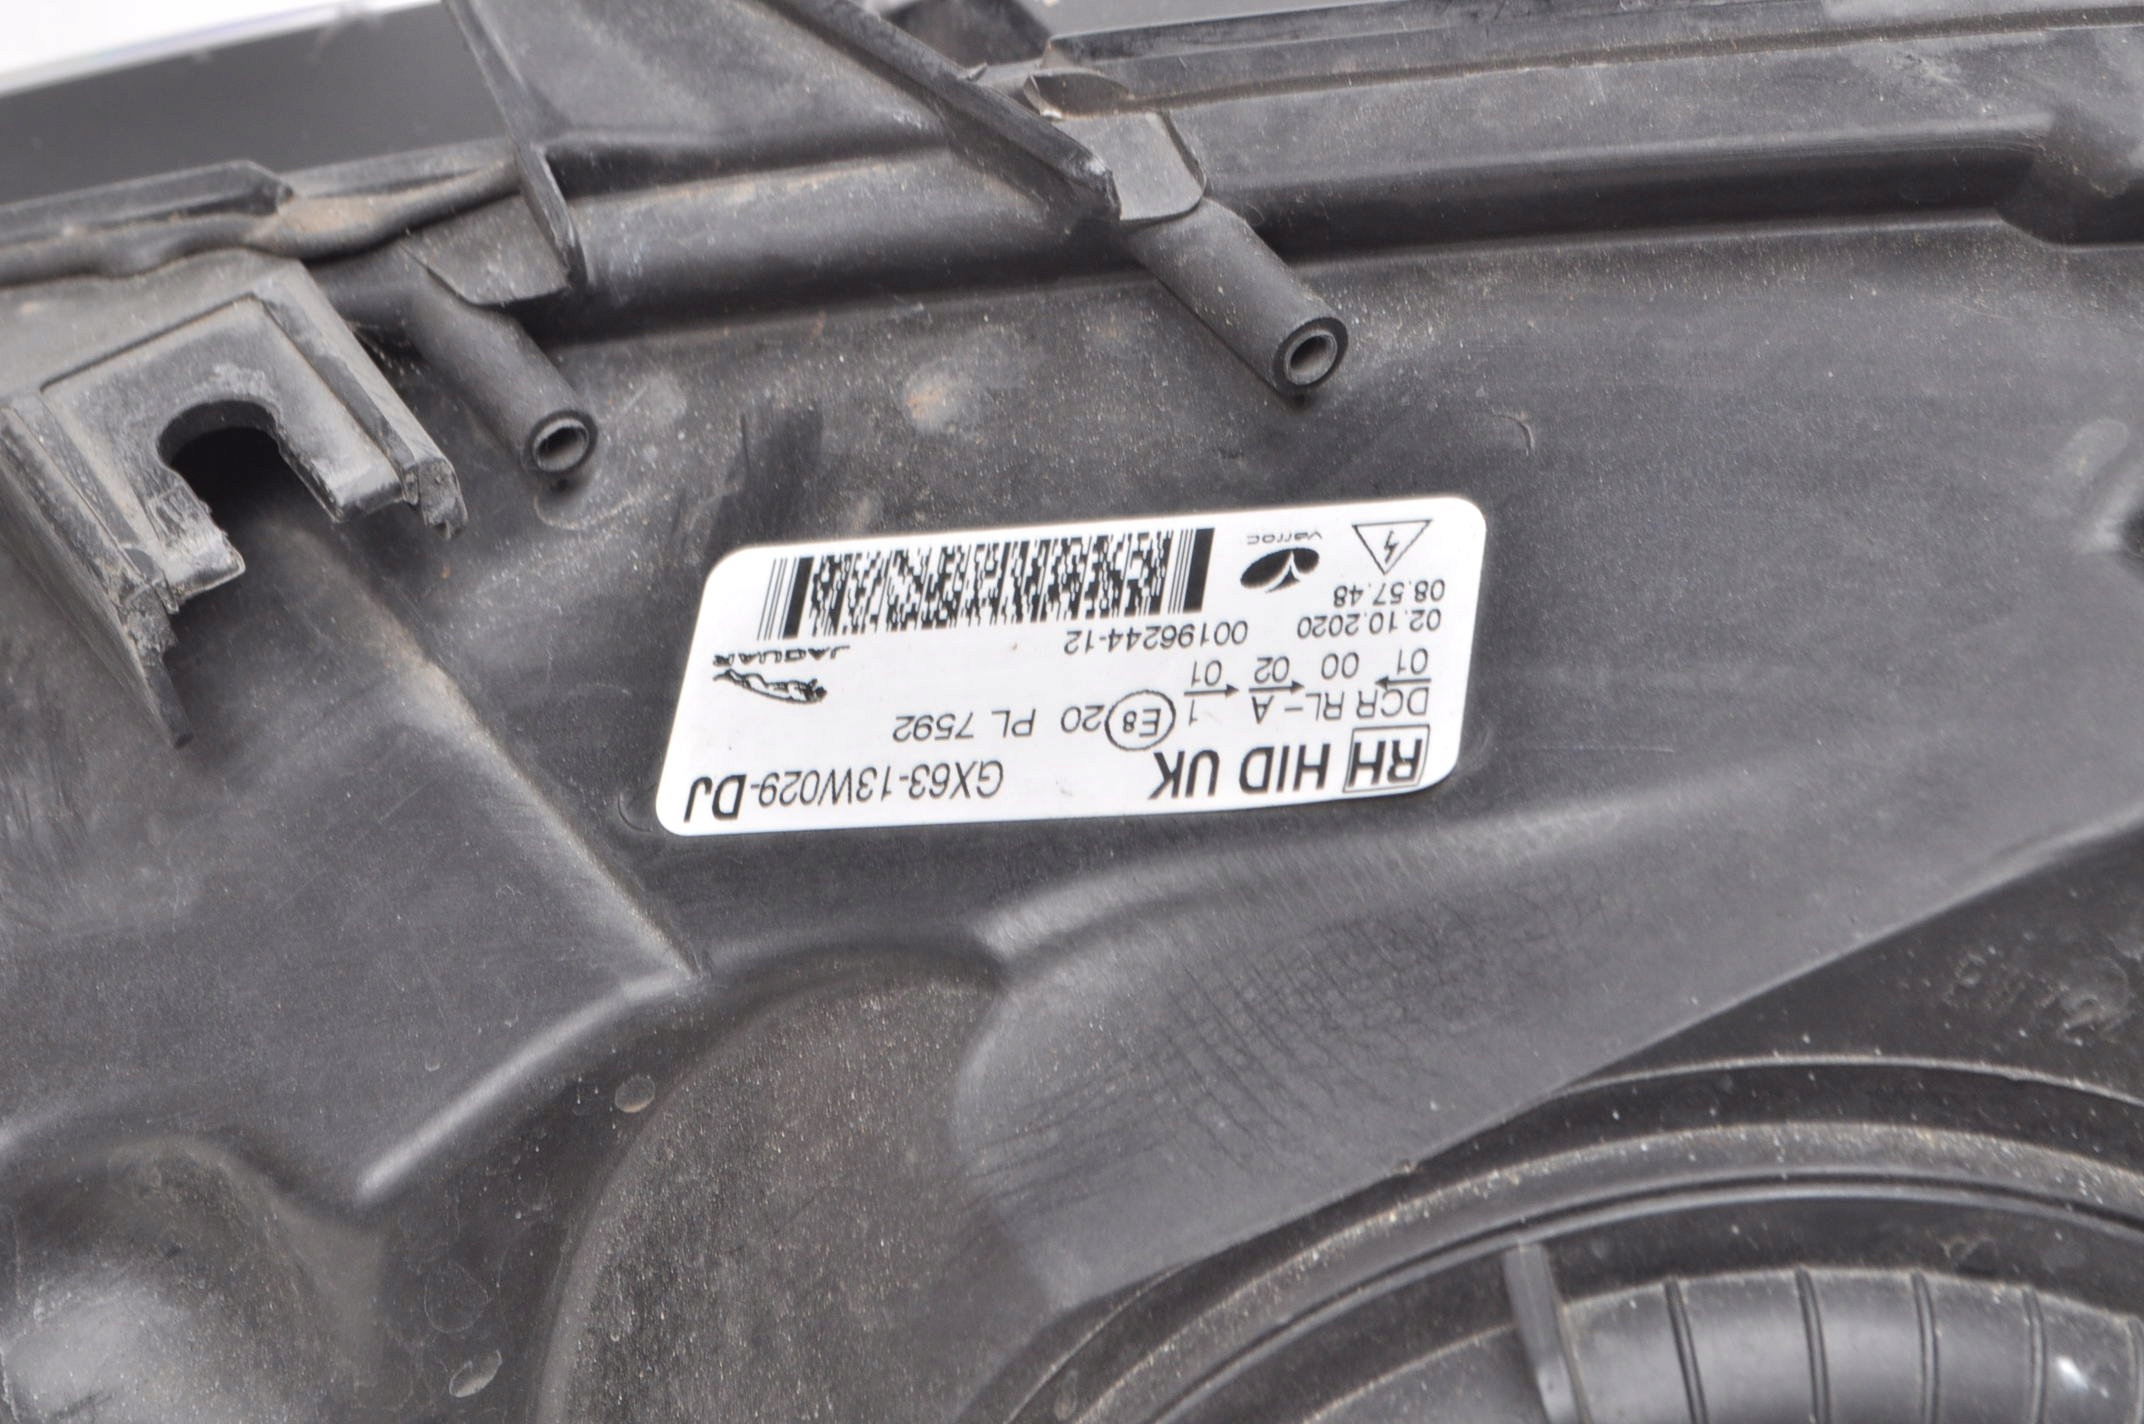 RH HID UK GX63-13W029-DJ
DCR RL- A 1 E8 20 PL 7592
01 00 02 01
JAGUAR
02.10.2020 00196244-12
08.57.48
varroc